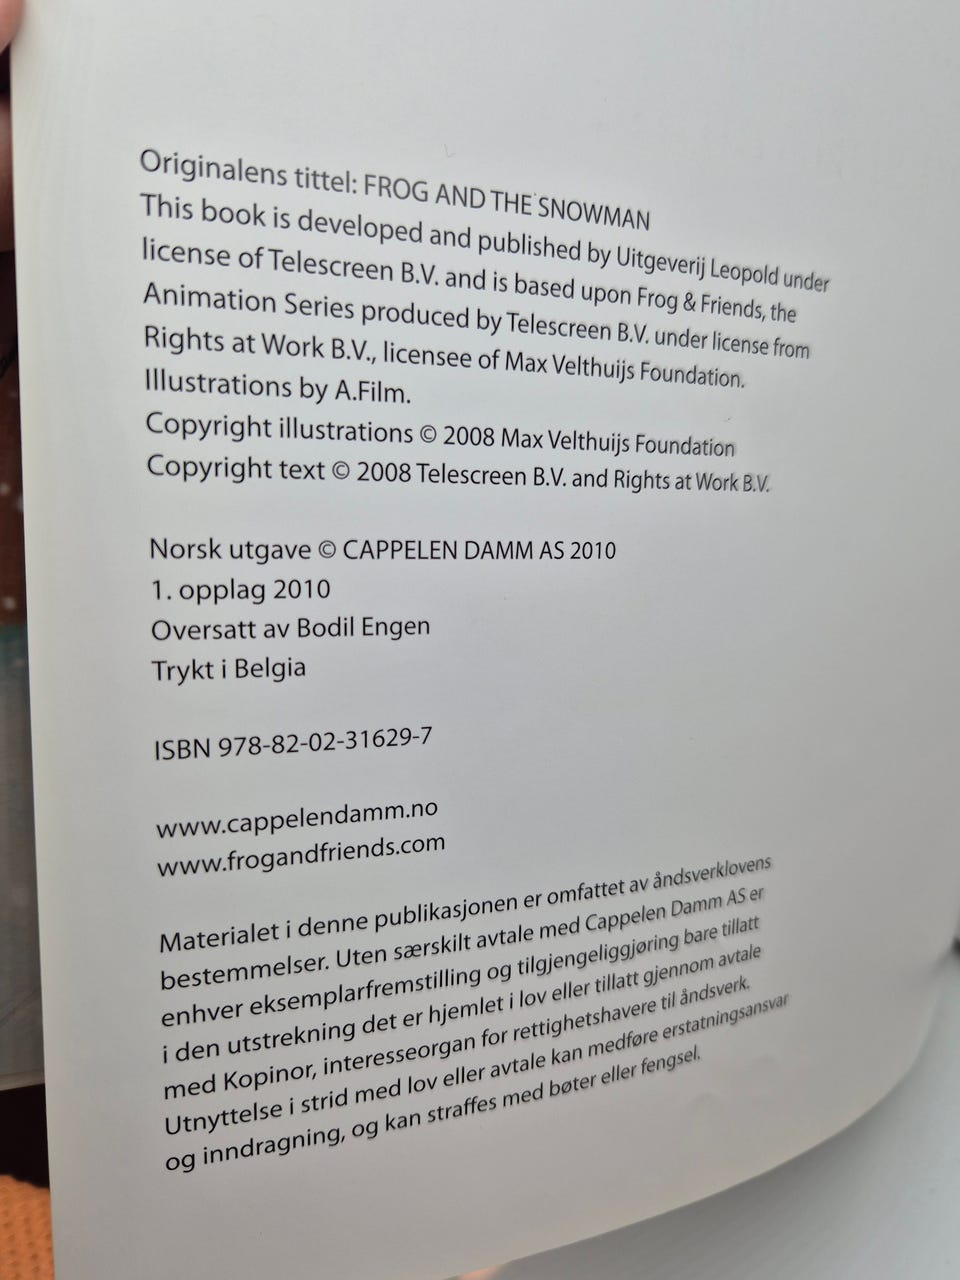 Originalens tittel: FROG AND THE SNOWMAN
This book is developed and published by Uitgeverij Leopold under
license of Telescreen B.V. and is based upon Frog & Friends, the
Animation Series produced by Telescreen B.V. under license from
Rights at Work B.V., licensee of Max Velthuijs Foundation.
Illustrations by A.Film.
Copyright illustrations © 2008 Max Velthuijs Foundation
Copyright text © 2008 Telescreen B.V. and Rights at Work B.V.
Norsk utgave © CAPPELEN DAMM AS 2010
1. opplag 2010
Oversatt av Bodil Engen
Trykt i Belgia
ISBN 978-82-02-31629-7
www.cappelendamm.no
www.frogandfriends.com
Materialet i denne publikasjonen er omfattet av åndsverklovens
bestemmelser. Uten særskilt avtale med Cappelen Damm AS er
enhver eksemplarfremstilling og tilgjengeliggjøring bare tillatt
i den utstrekning det er hjemlet i lov eller tillatt gjennom avtale
med Kopinor, interesseorgan for rettighetshavere til åndsverk.
Utnyttelse i strid med lov eller avtale kan medføre erstatningsansvar
og inndragning, og kan straffes med bøter eller fengsel.